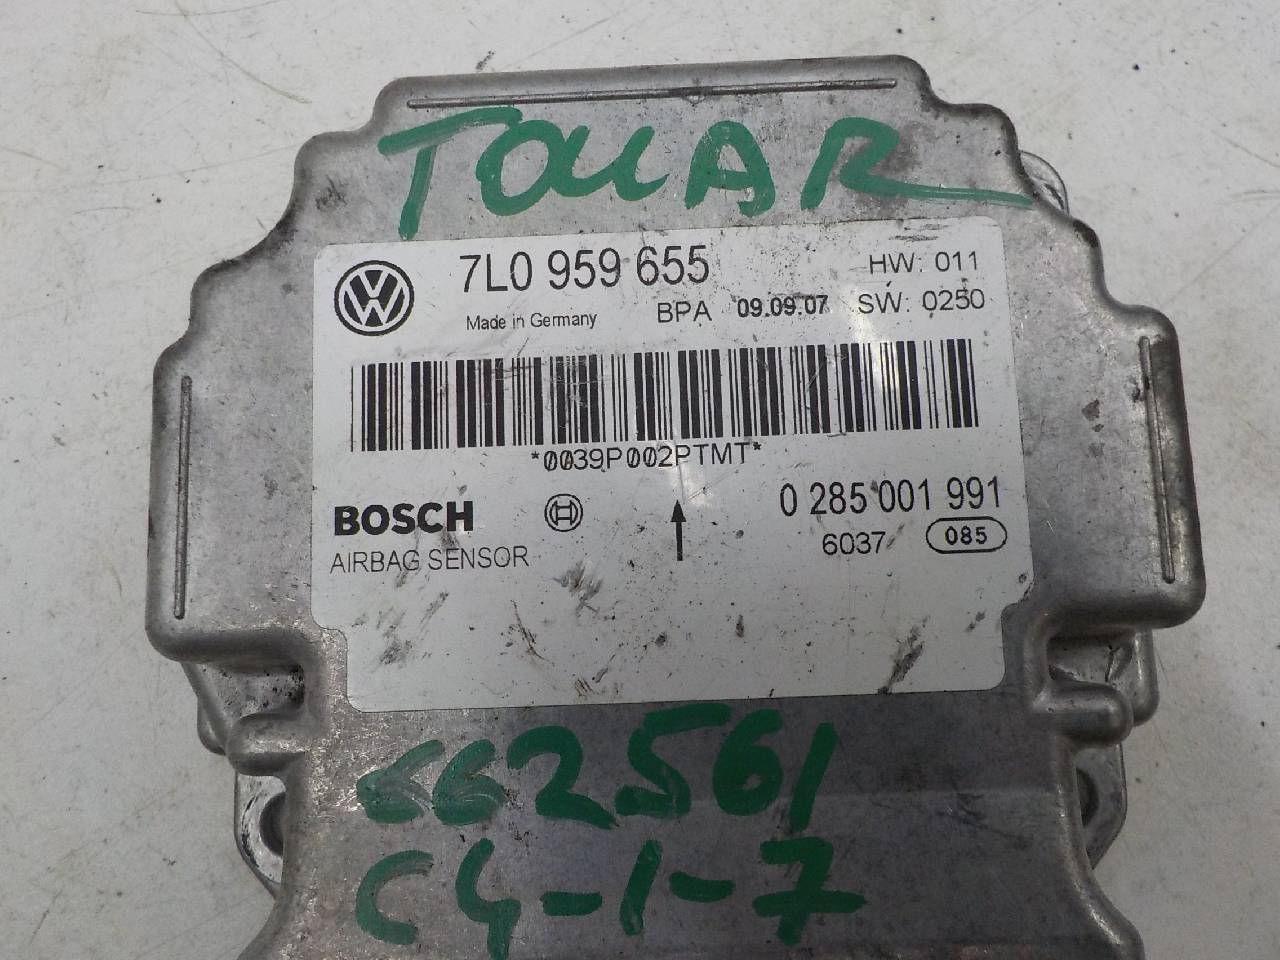 TOUAR
7L0 959 655
HW: 011
Made in Germany
BPA 09.09.07 SW: 0250
*0039P002PTMT*
BOSCH
0 285 001 991
AIRBAG SENSOR
6037 085
662561
C4-1-7